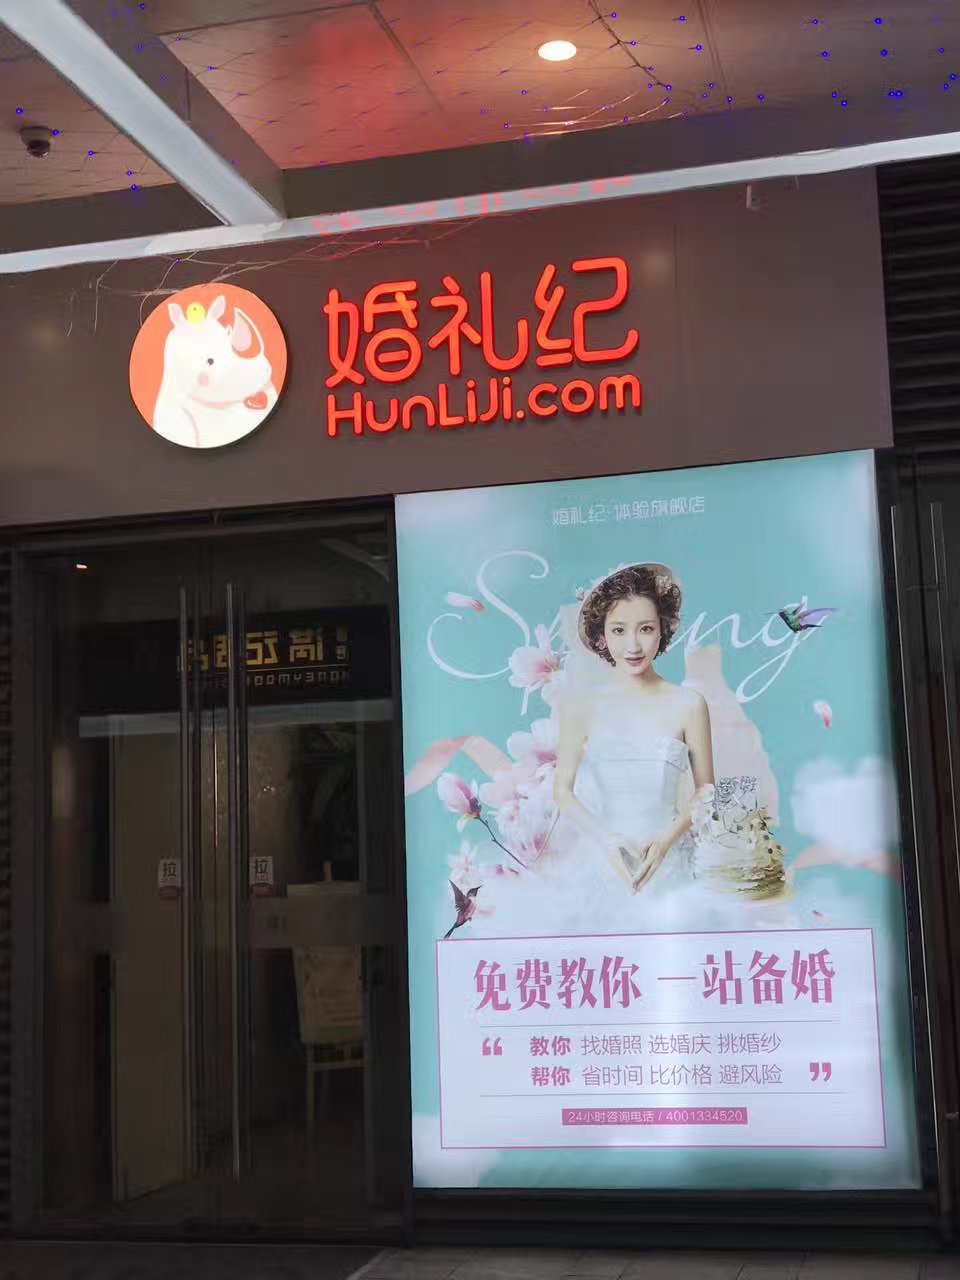 婚礼纪
HunLiJi.com
婚礼纪·体验旗舰店
Spring
免费教你 一站备婚
“ 教你 找婚照 选婚庆 挑婚纱
帮你 省时间 比价格 避风险 ”
24小时咨询电话 / 4001334520
拉
拉